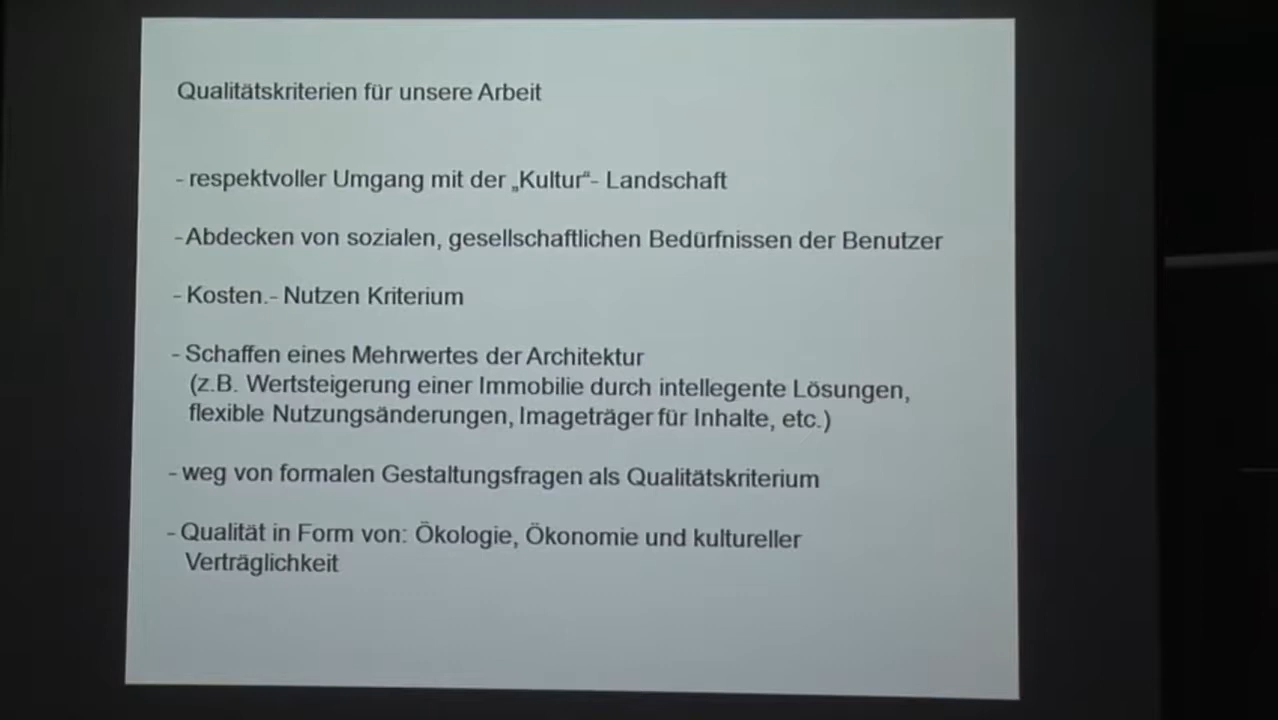 Qualitätskriterien für unsere Arbeit
- respektvoller Umgang mit der „Kultur“- Landschaft
-Abdecken von sozialen, gesellschaftlichen Bedürfnissen der Benutzer
- Kosten.- Nutzen Kriterium
- Schaffen eines Mehrwertes der Architektur
(z.B. Wertsteigerung einer Immobilie durch intellegente Lösungen,
flexible Nutzungsänderungen, Imageträger für Inhalte, etc.)
- weg von formalen Gestaltungsfragen als Qualitätskriterium
- Qualität in Form von: Ökologie, Ökonomie und kultureller
Verträglichkeit